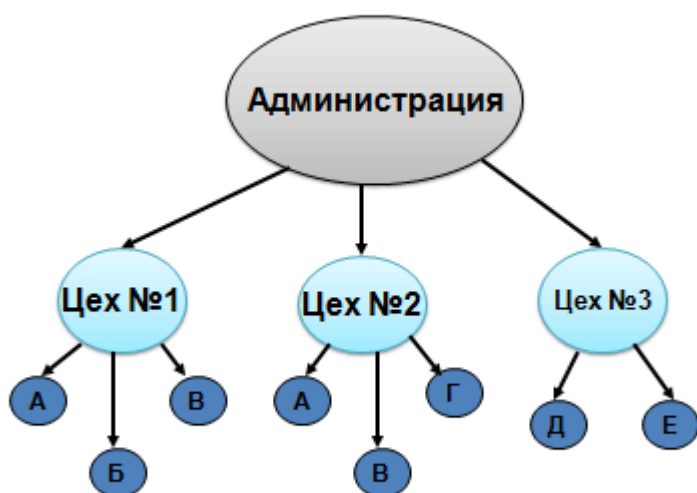 Администрация
Цех №1
Цех №2
Цех №3
А
Б
В
А
В
Г
Д
Е